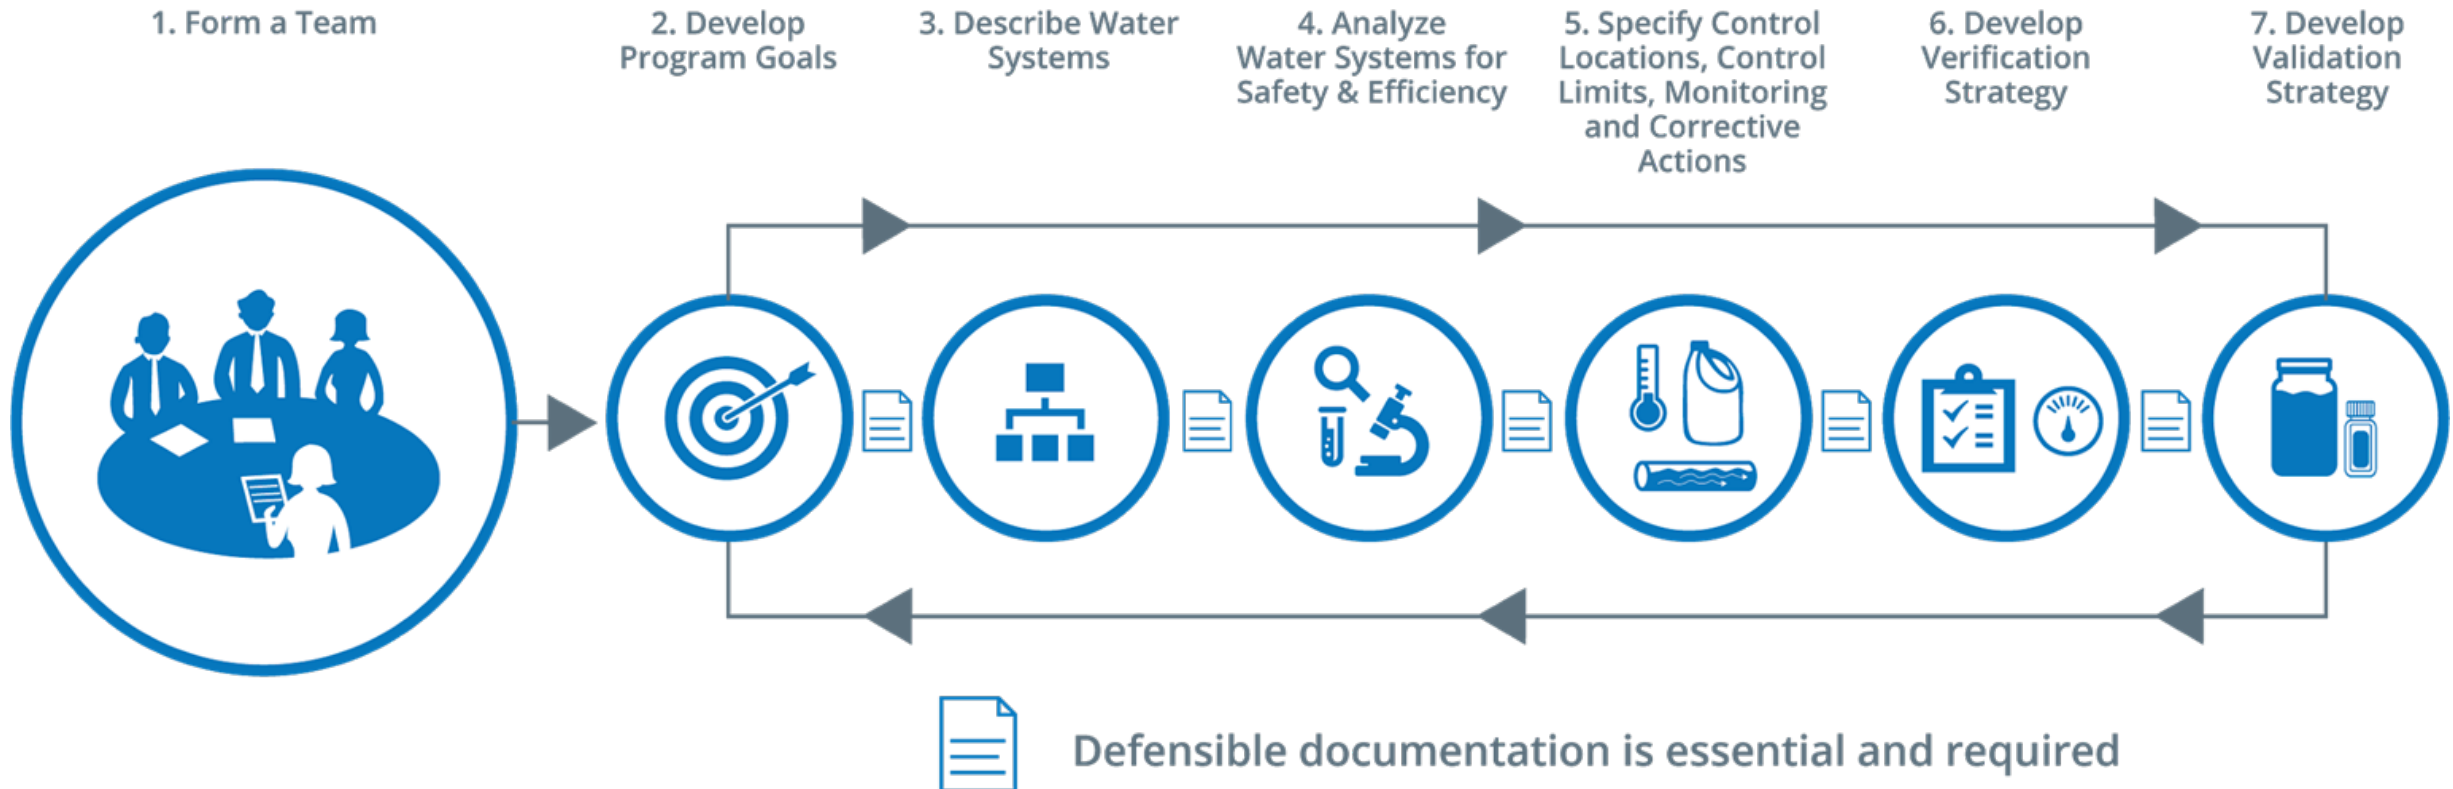 1. Form a Team
2. Develop
Program Goals
3. Describe Water
Systems
4. Analyze
Water Systems for
Safety & Efficiency
5. Specify Control
Locations, Control
Limits, Monitoring
and Corrective
Actions
6. Develop
Verification
Strategy
7. Develop
Validation
Strategy
Defensible documentation is essential and required